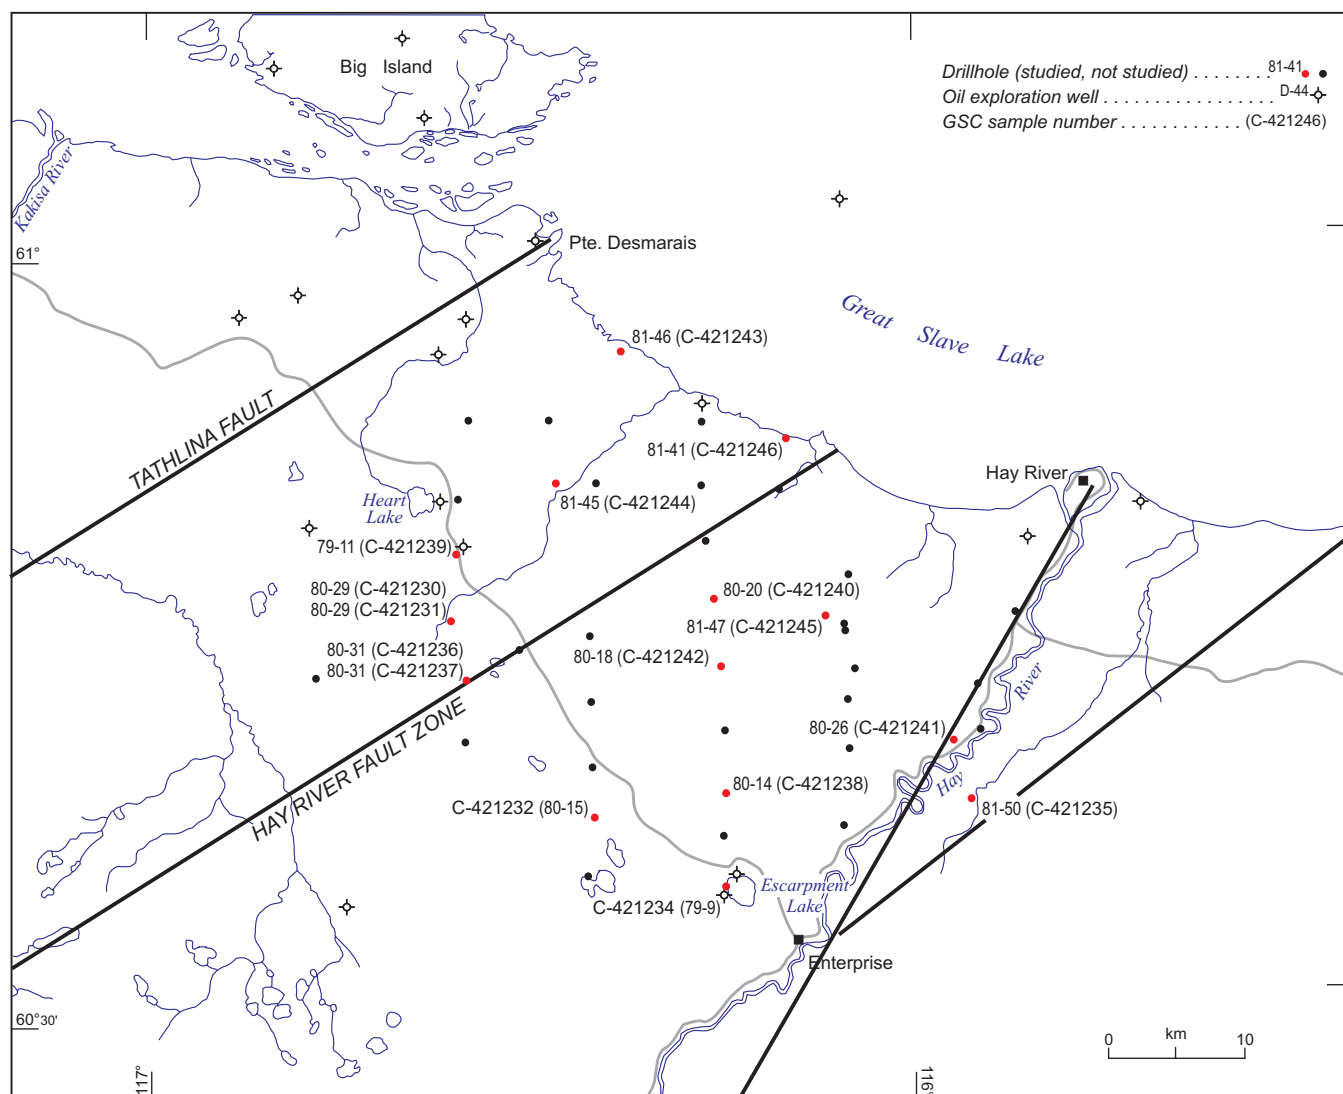 Big Island
Drillhole (studied, not studied) . . . . . . . 81-41
Oil exploration well . . . . . . . . . . . . . . . . . D-44
GSC sample number . . . . . . . . . . . . (C-421246)
Kakisa River
Pte. Desmarais
61°
Great Slave Lake
81-46 (C-421243)
TATHLINA FAULT
81-41 (C-421246)
Hay River
Heart
Lake
81-45 (C-421244)
79-11 (C-421239)
80-29 (C-421230)
80-29 (C-421231)
80-20 (C-421240)
81-47 (C-421245)
80-31 (C-421236)
80-31 (C-421237)
80-18 (C-421242)
HAY RIVER FAULT ZONE
80-26 (C-421241)
Hay River
80-14 (C-421238)
C-421232 (80-15)
81-50 (C-421235)
Escarpment
Lake
C-421234 (79-9)
Enterprise
60°30'
km
0 10
117°
116°